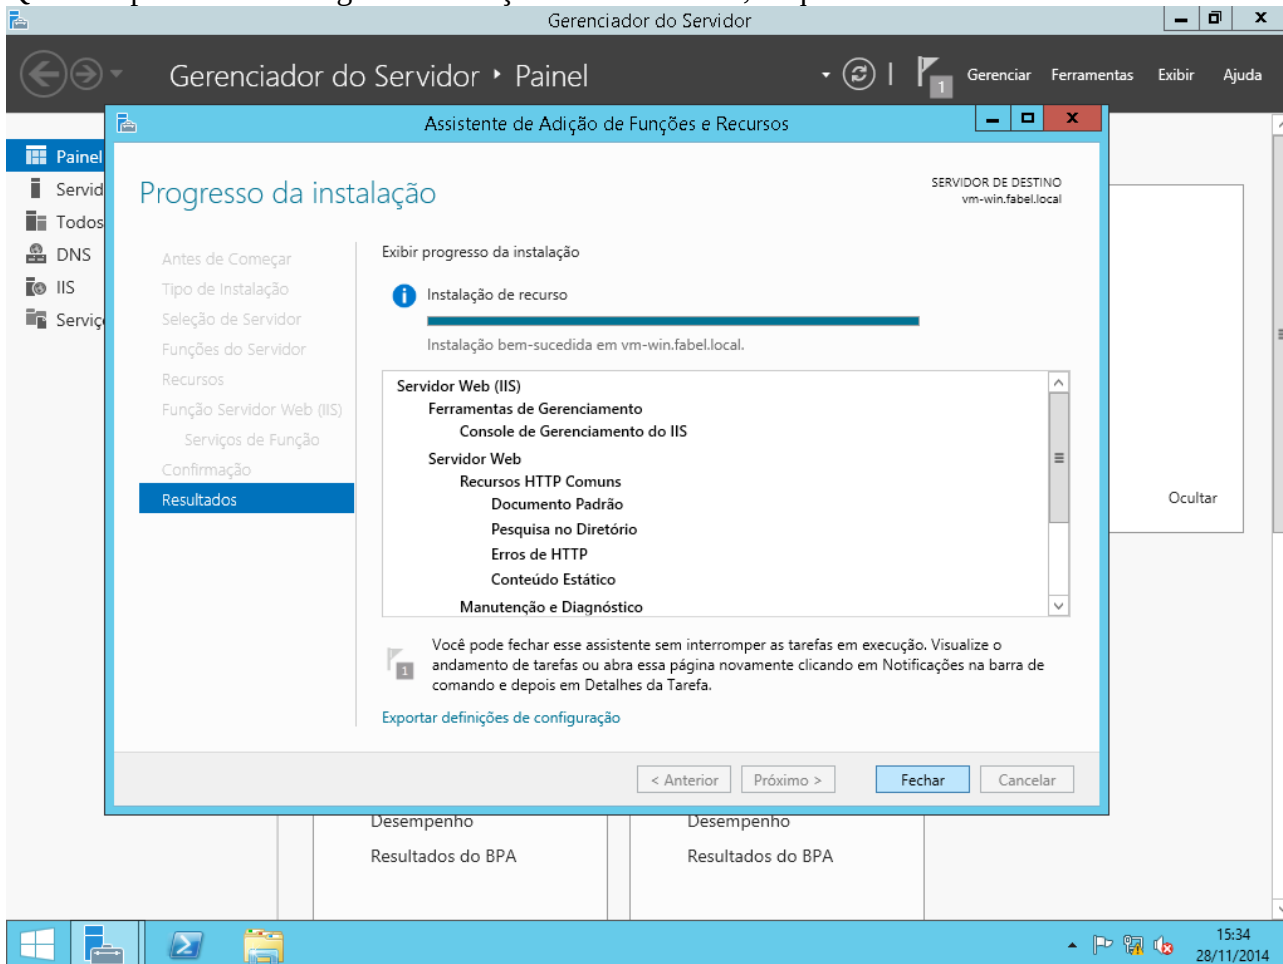 Gerenciador do Servidor
Gerenciador do Servidor • Painel
1
Gerenciar Ferramentas Exibir Ajuda
Assistente de Adição de Funções e Recursos
Painel
Servid
Todos
DNS
IIS
Serviç
Progresso da instalação
SERVIDOR DE DESTINO
vm-win.fabel.local
Antes de Começar
Tipo de Instalação
Seleção de Servidor
Funções do Servidor
Recursos
Função Servidor Web (IIS)
Serviços de Função
Confirmação
Resultados
Exibir progresso da instalação
Instalação de recurso
Instalação bem-sucedida em vm-win.fabel.local.
Servidor Web (IIS)
Ferramentas de Gerenciamento
Console de Gerenciamento do IIS
Servidor Web
Recursos HTTP Comuns
Documento Padrão
Pesquisa no Diretório
Erros de HTTP
Conteúdo Estático
Manutenção e Diagnóstico
1
Você pode fechar esse assistente sem interromper as tarefas em execução. Visualize o
andamento de tarefas ou abra essa página novamente clicando em Notificações na barra de
comando e depois em Detalhes da Tarefa.
Exportar definições de configuração
< Anterior Próximo > Fechar Cancelar
Ocultar
Desempenho Desempenho
Resultados do BPA Resultados do BPA
15:34
28/11/2014